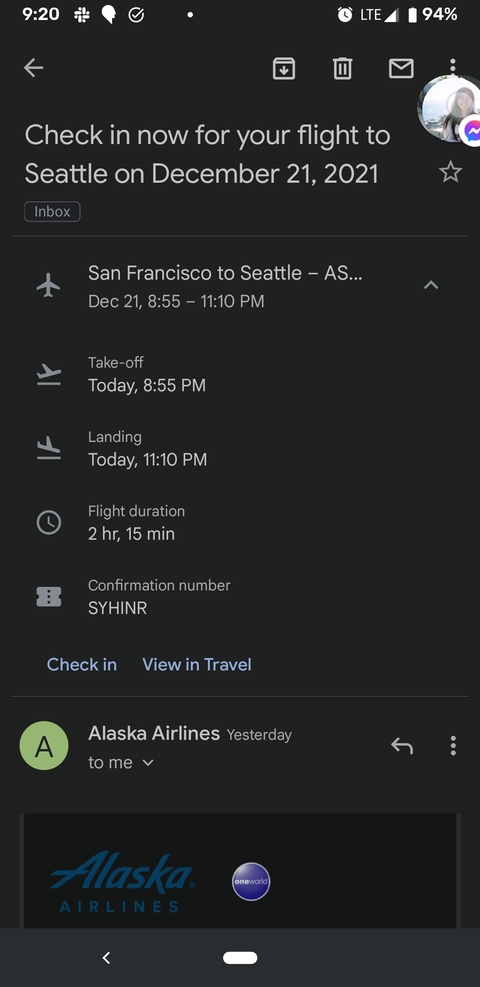 9:20
LTE
94%
Check in now for your flight to
Seattle on December 21, 2021
Inbox
San Francisco to Seattle – AS...
Dec 21, 8:55 – 11:10 PM
Take-off
Today, 8:55 PM
Landing
Today, 11:10 PM
Flight duration
2 hr, 15 min
Confirmation number
SYHINR
Check in
View in Travel
A
Alaska Airlines Yesterday
to me
Alaska
AIRLINES
oneworld